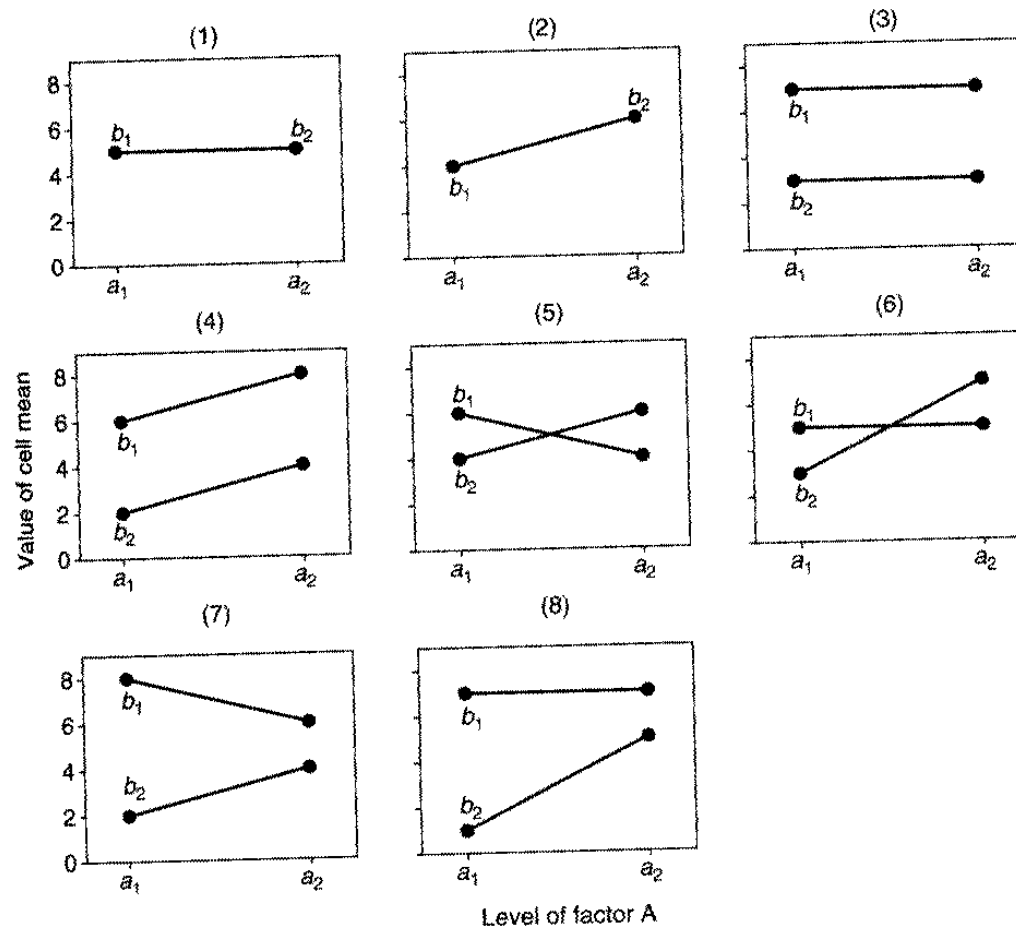 (1) (2) (3)
8
6
4
2
0
b₁ b₂
a₁ a₂
b₂
b₁
a₁ a₂
b₁
b₂
a₁ a₂
(4) (5) (6)
Value of cell mean
8
6
4
2
0
b₁
b₂
a₁ a₂
b₁
b₂
a₁ a₂
b₁
b₂
a₁ a₂
(7) (8)
8
6
4
2
0
b₁
b₂
a₁ a₂
b₁
b₂
a₁ a₂
Level of factor A